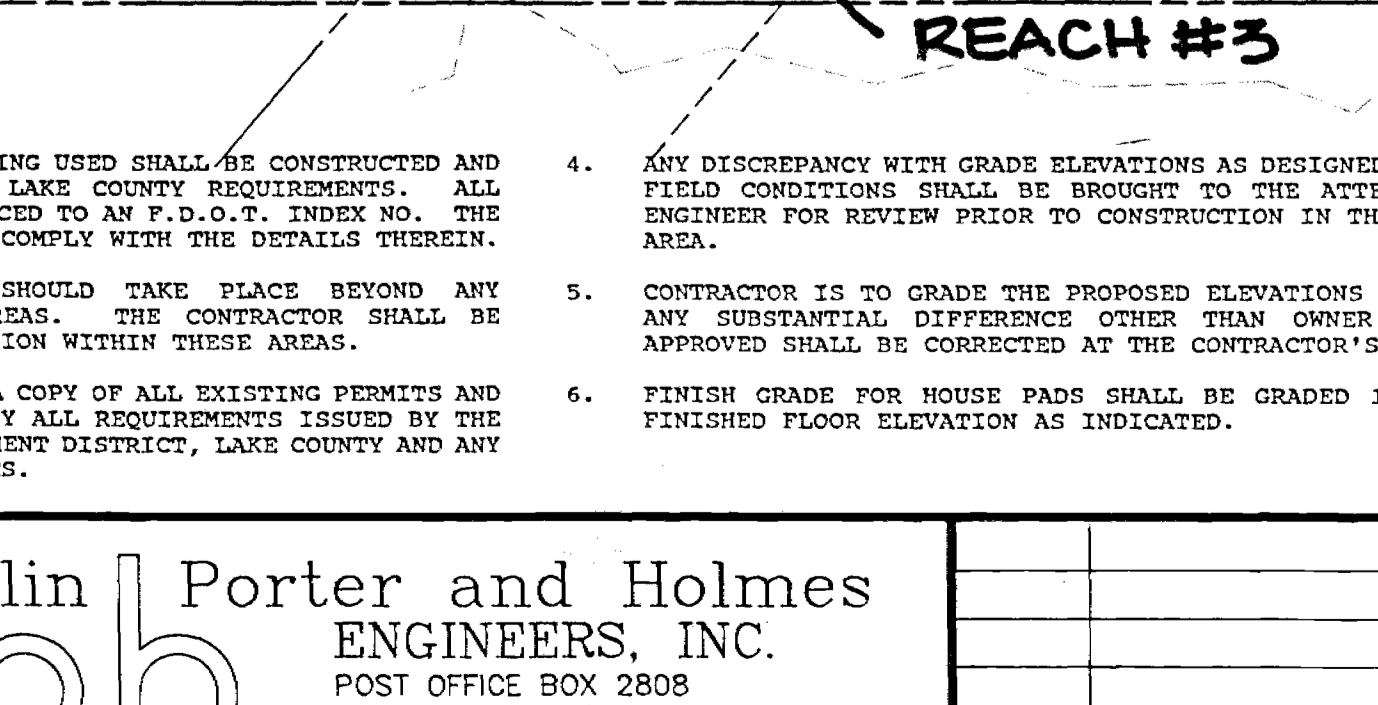 REACH #3
ING USED SHALL BE CONSTRUCTED AND
LAKE COUNTY REQUIREMENTS. ALL
CED TO AN F.D.O.T. INDEX NO. THE
COMPLY WITH THE DETAILS THEREIN.
SHOULD TAKE PLACE BEYOND ANY
REAS. THE CONTRACTOR SHALL BE
ION WITHIN THESE AREAS.
A COPY OF ALL EXISTING PERMITS AND
Y ALL REQUIREMENTS ISSUED BY THE
MENT DISTRICT, LAKE COUNTY AND ANY
S.
4. ANY DISCREPANCY WITH GRADE ELEVATIONS AS DESIGNED
FIELD CONDITIONS SHALL BE BROUGHT TO THE ATTE
ENGINEER FOR REVIEW PRIOR TO CONSTRUCTION IN TH
AREA.
5. CONTRACTOR IS TO GRADE THE PROPOSED ELEVATIONS
ANY SUBSTANTIAL DIFFERENCE OTHER THAN OWNER
APPROVED SHALL BE CORRECTED AT THE CONTRACTOR'S
6. FINISH GRADE FOR HOUSE PADS SHALL BE GRADED
FINISHED FLOOR ELEVATION AS INDICATED.
lin Porter and Holmes
ENGINEERS, INC.
POST OFFICE BOX 2808